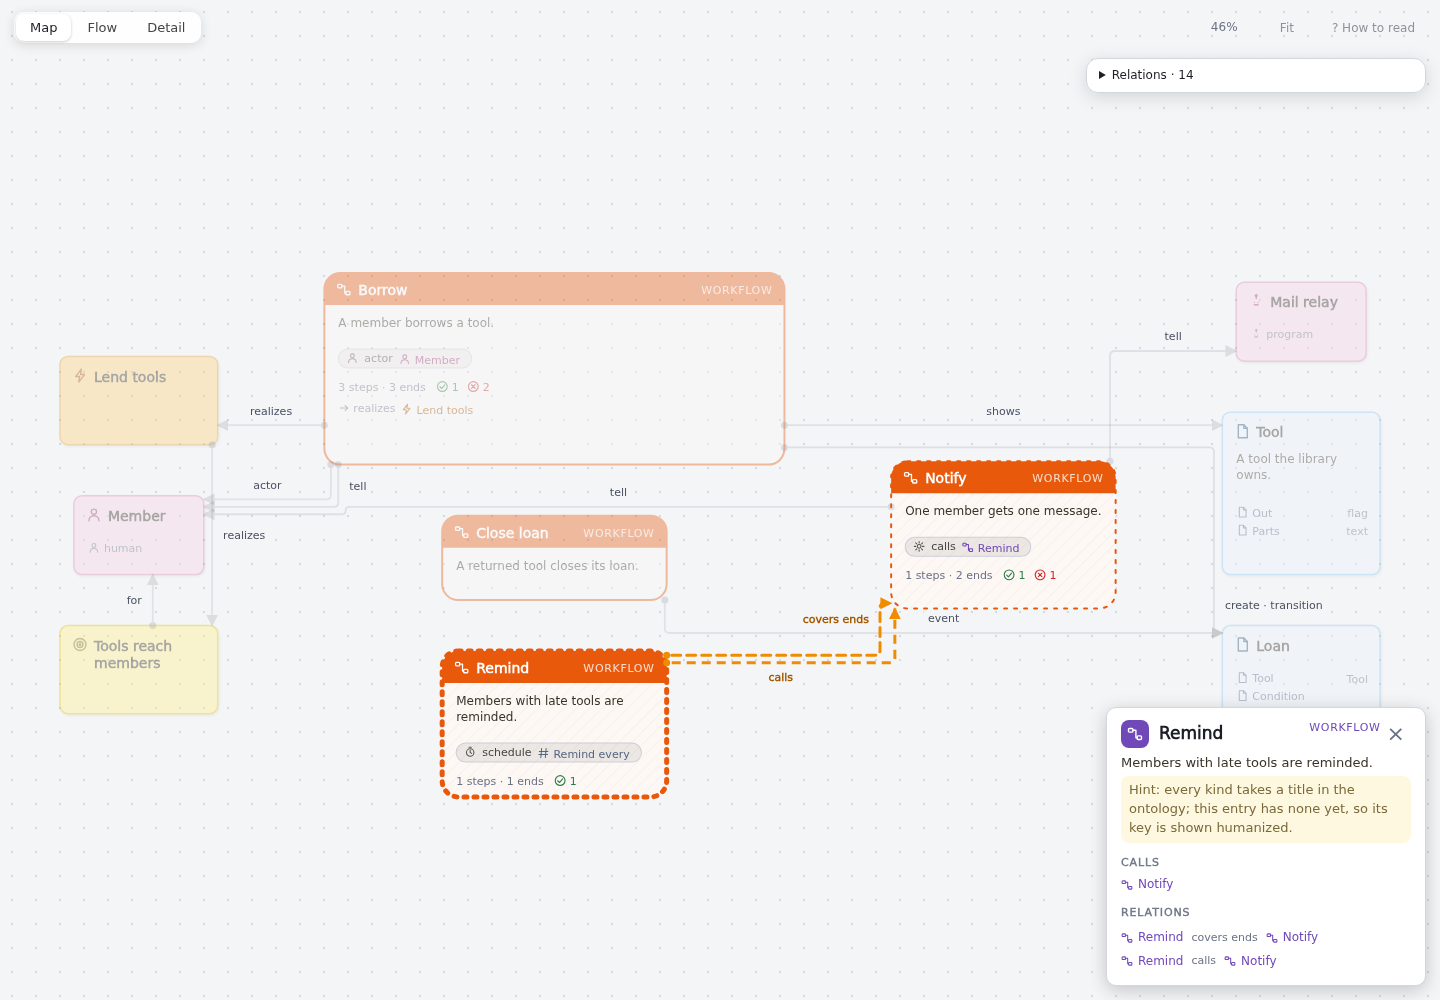 Map Flow Detail
46% Fit ? How to read
Relations · 14
Borrow WORKFLOW
A member borrows a tool.
actor Member
3 steps · 3 ends 1 2
realizes Lend tools
Lend tools
realizes
actor
tell
tell
Member
human
realizes
for
Tools reach
members
Close loan WORKFLOW
A returned tool closes its loan.
Remind WORKFLOW
Members with late tools are
reminded.
schedule Remind every
1 steps · 1 ends 1
covers ends
calls
event
Notify WORKFLOW
One member gets one message.
calls Remind
1 steps · 2 ends 1 1
shows
tell
Mail relay
program
Tool
A tool the library
owns.
Out flag
Parts text
create · transition
Loan
Tool Tool
Condition
Remind WORKFLOW
Members with late tools are reminded.
Hint: every kind takes a title in the
ontology; this entry has none yet, so its
key is shown humanized.
CALLS
Notify
RELATIONS
Remind covers ends Notify
Remind calls Notify